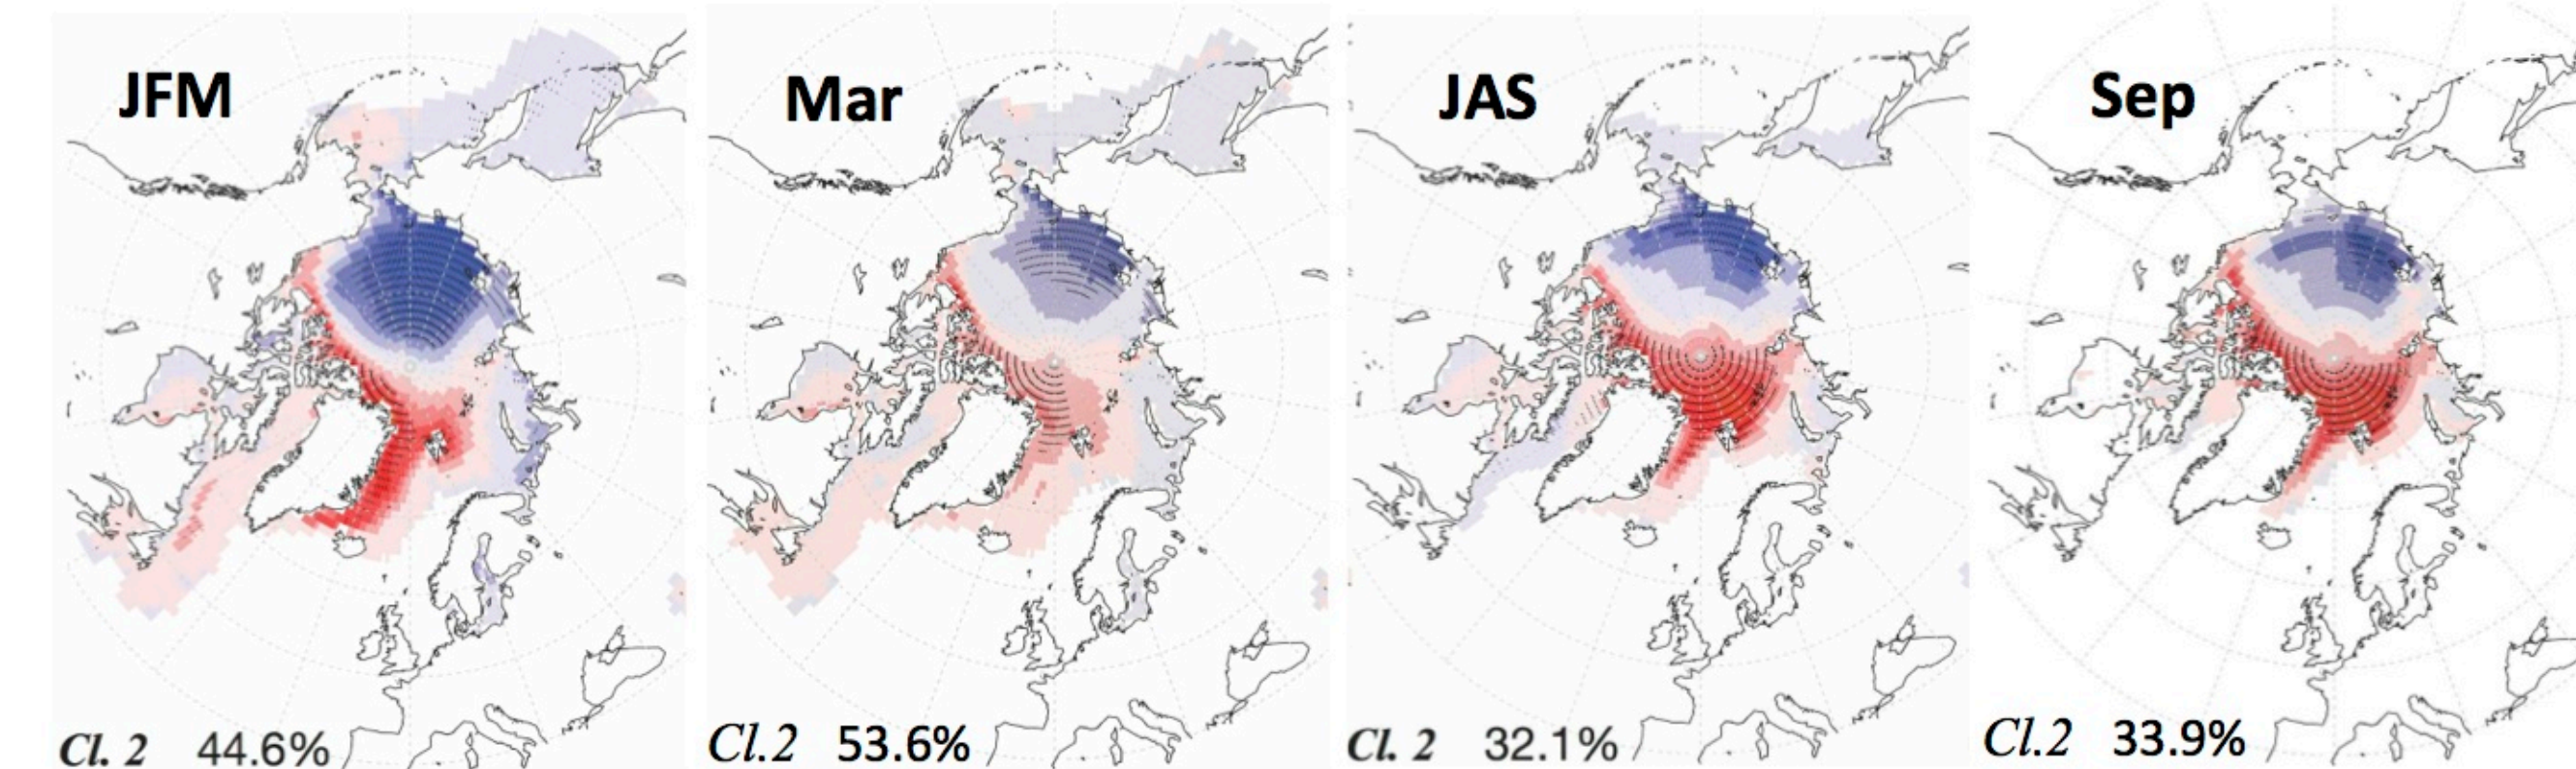 JFM
Mar
JAS
Sep
Cl. 2 44.6%
Cl.2 53.6%
Cl. 2 32.1%
Cl.2 33.9%